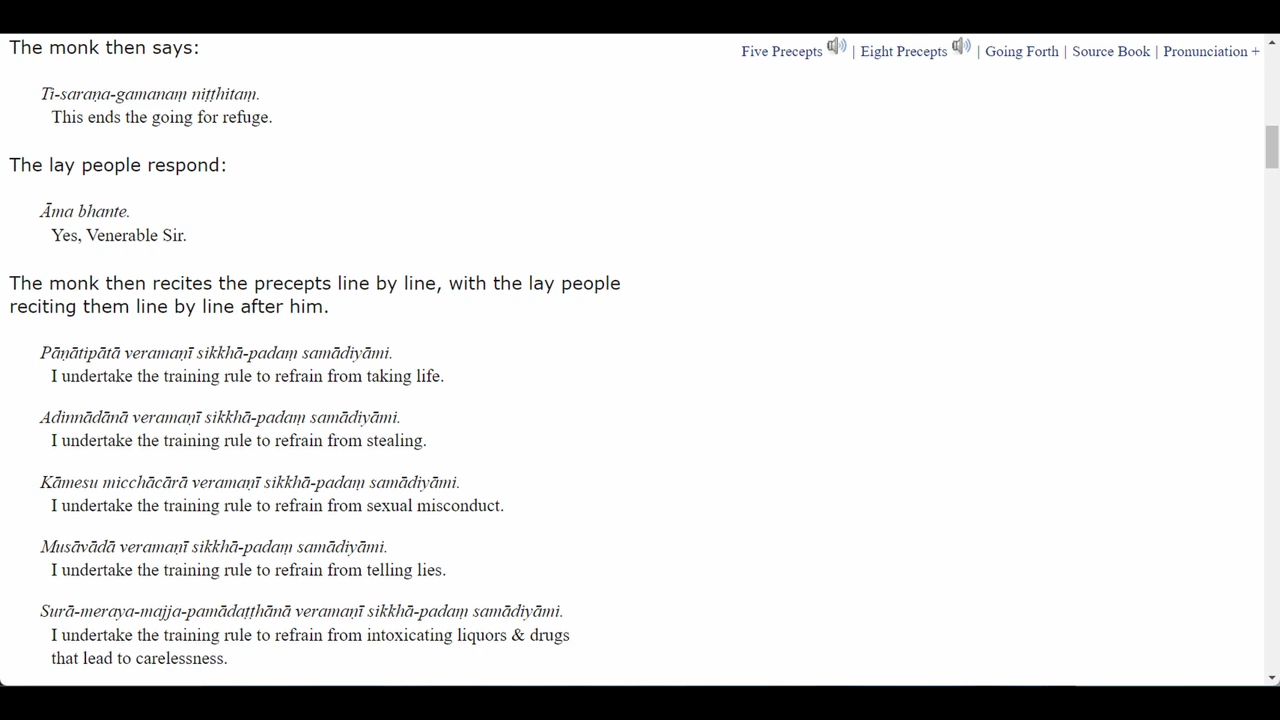 The monk then says:
Five Precepts | Eight Precepts | Going Forth | Source Book | Pronunciation +
Ti-saraṇa-gamanaṃ niṭṭhitaṃ.
This ends the going for refuge.
The lay people respond:
Āma bhante.
Yes, Venerable Sir.
The monk then recites the precepts line by line, with the lay people
reciting them line by line after him.
Pāṇātipātā veramaṇī sikkhā-padaṃ samādiyāmi.
I undertake the training rule to refrain from taking life.
Adinnādānā veramaṇī sikkhā-padaṃ samādiyāmi.
I undertake the training rule to refrain from stealing.
Kāmesu micchācārā veramaṇī sikkhā-padaṃ samādiyāmi.
I undertake the training rule to refrain from sexual misconduct.
Musāvādā veramaṇī sikkhā-padaṃ samādiyāmi.
I undertake the training rule to refrain from telling lies.
Surā-meraya-majja-pamādaṭṭhānā veramaṇī sikkhā-padaṃ samādiyāmi.
I undertake the training rule to refrain from intoxicating liquors & drugs
that lead to carelessness.